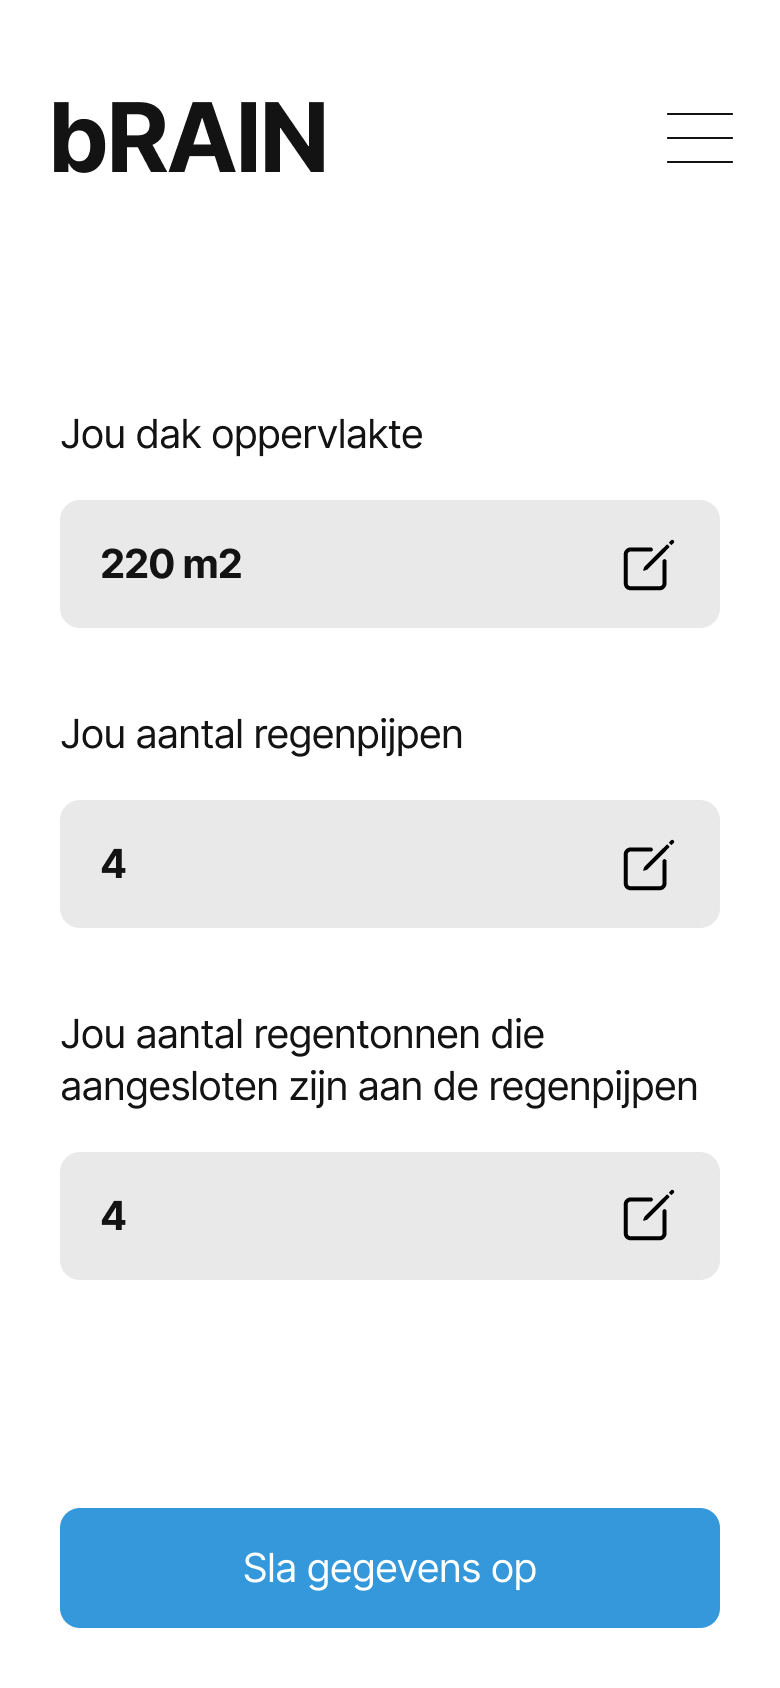 bRAIN
Jou dak oppervlakte
220 m2
Jou aantal regenpijpen
4
Jou aantal regentonnen die
aangesloten zijn aan de regenpijpen
4
Sla gegevens op